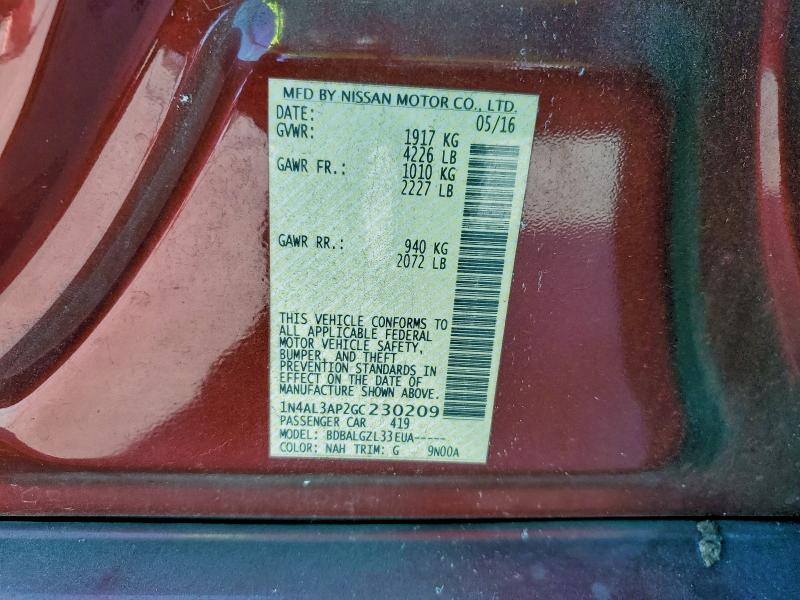 MFD BY NISSAN MOTOR CO., LTD.
DATE: 05/16
GVWR: 1917 KG
4226 LB
GAWR FR.: 1010 KG
2227 LB
GAWR RR.: 940 KG
2072 LB
THIS VEHICLE CONFORMS TO
ALL APPLICABLE FEDERAL
MOTOR VEHICLE SAFETY,
BUMPER, AND THEFT
PREVENTION STANDARDS IN
EFFECT ON THE DATE OF
MANUFACTURE SHOWN ABOVE.
1N4AL3AP2GC230209
PASSENGER CAR 419
MODEL: BDBALGZL33EUA-----
COLOR: NAH TRIM: G 9N00A